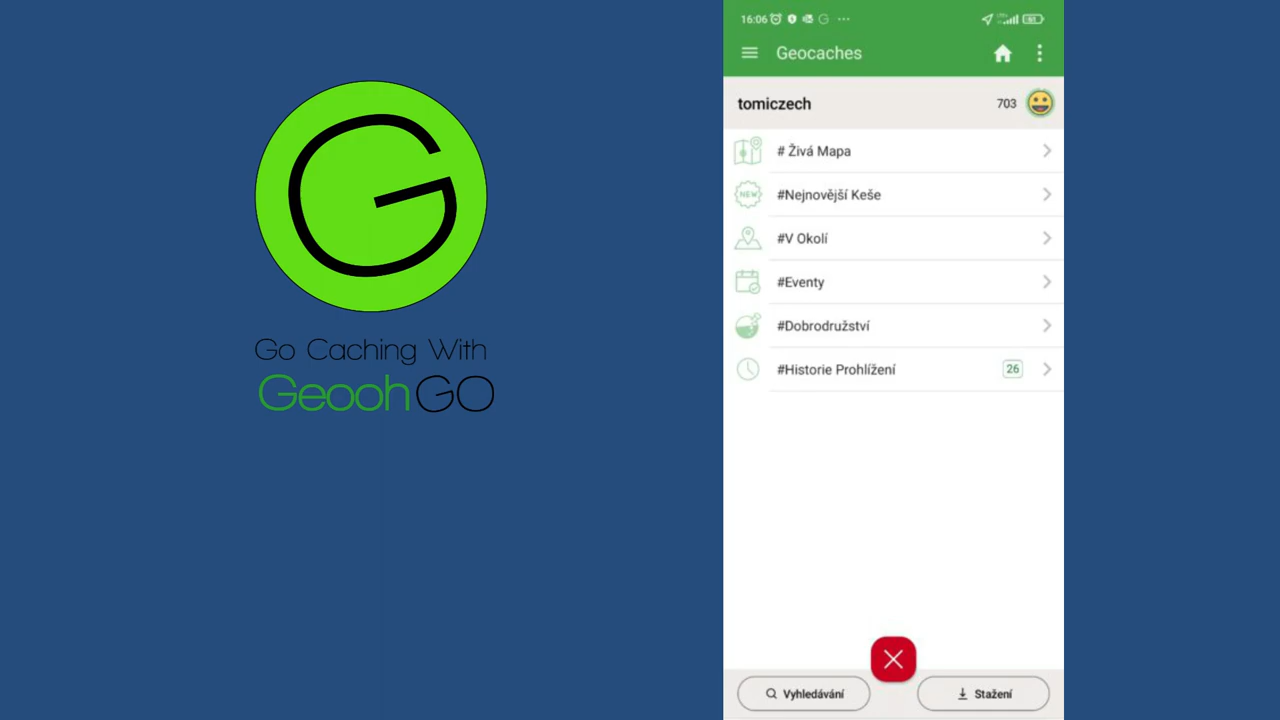 G
Go Caching With
GeoohGO
16:06
Geocaches
tomiczech
703
# Živá Mapa
NEW
#Nejnovější Keše
#V Okolí
#Eventy
#Dobrodružství
#Historie Prohlížení
26
Vyhledávání
Stažení